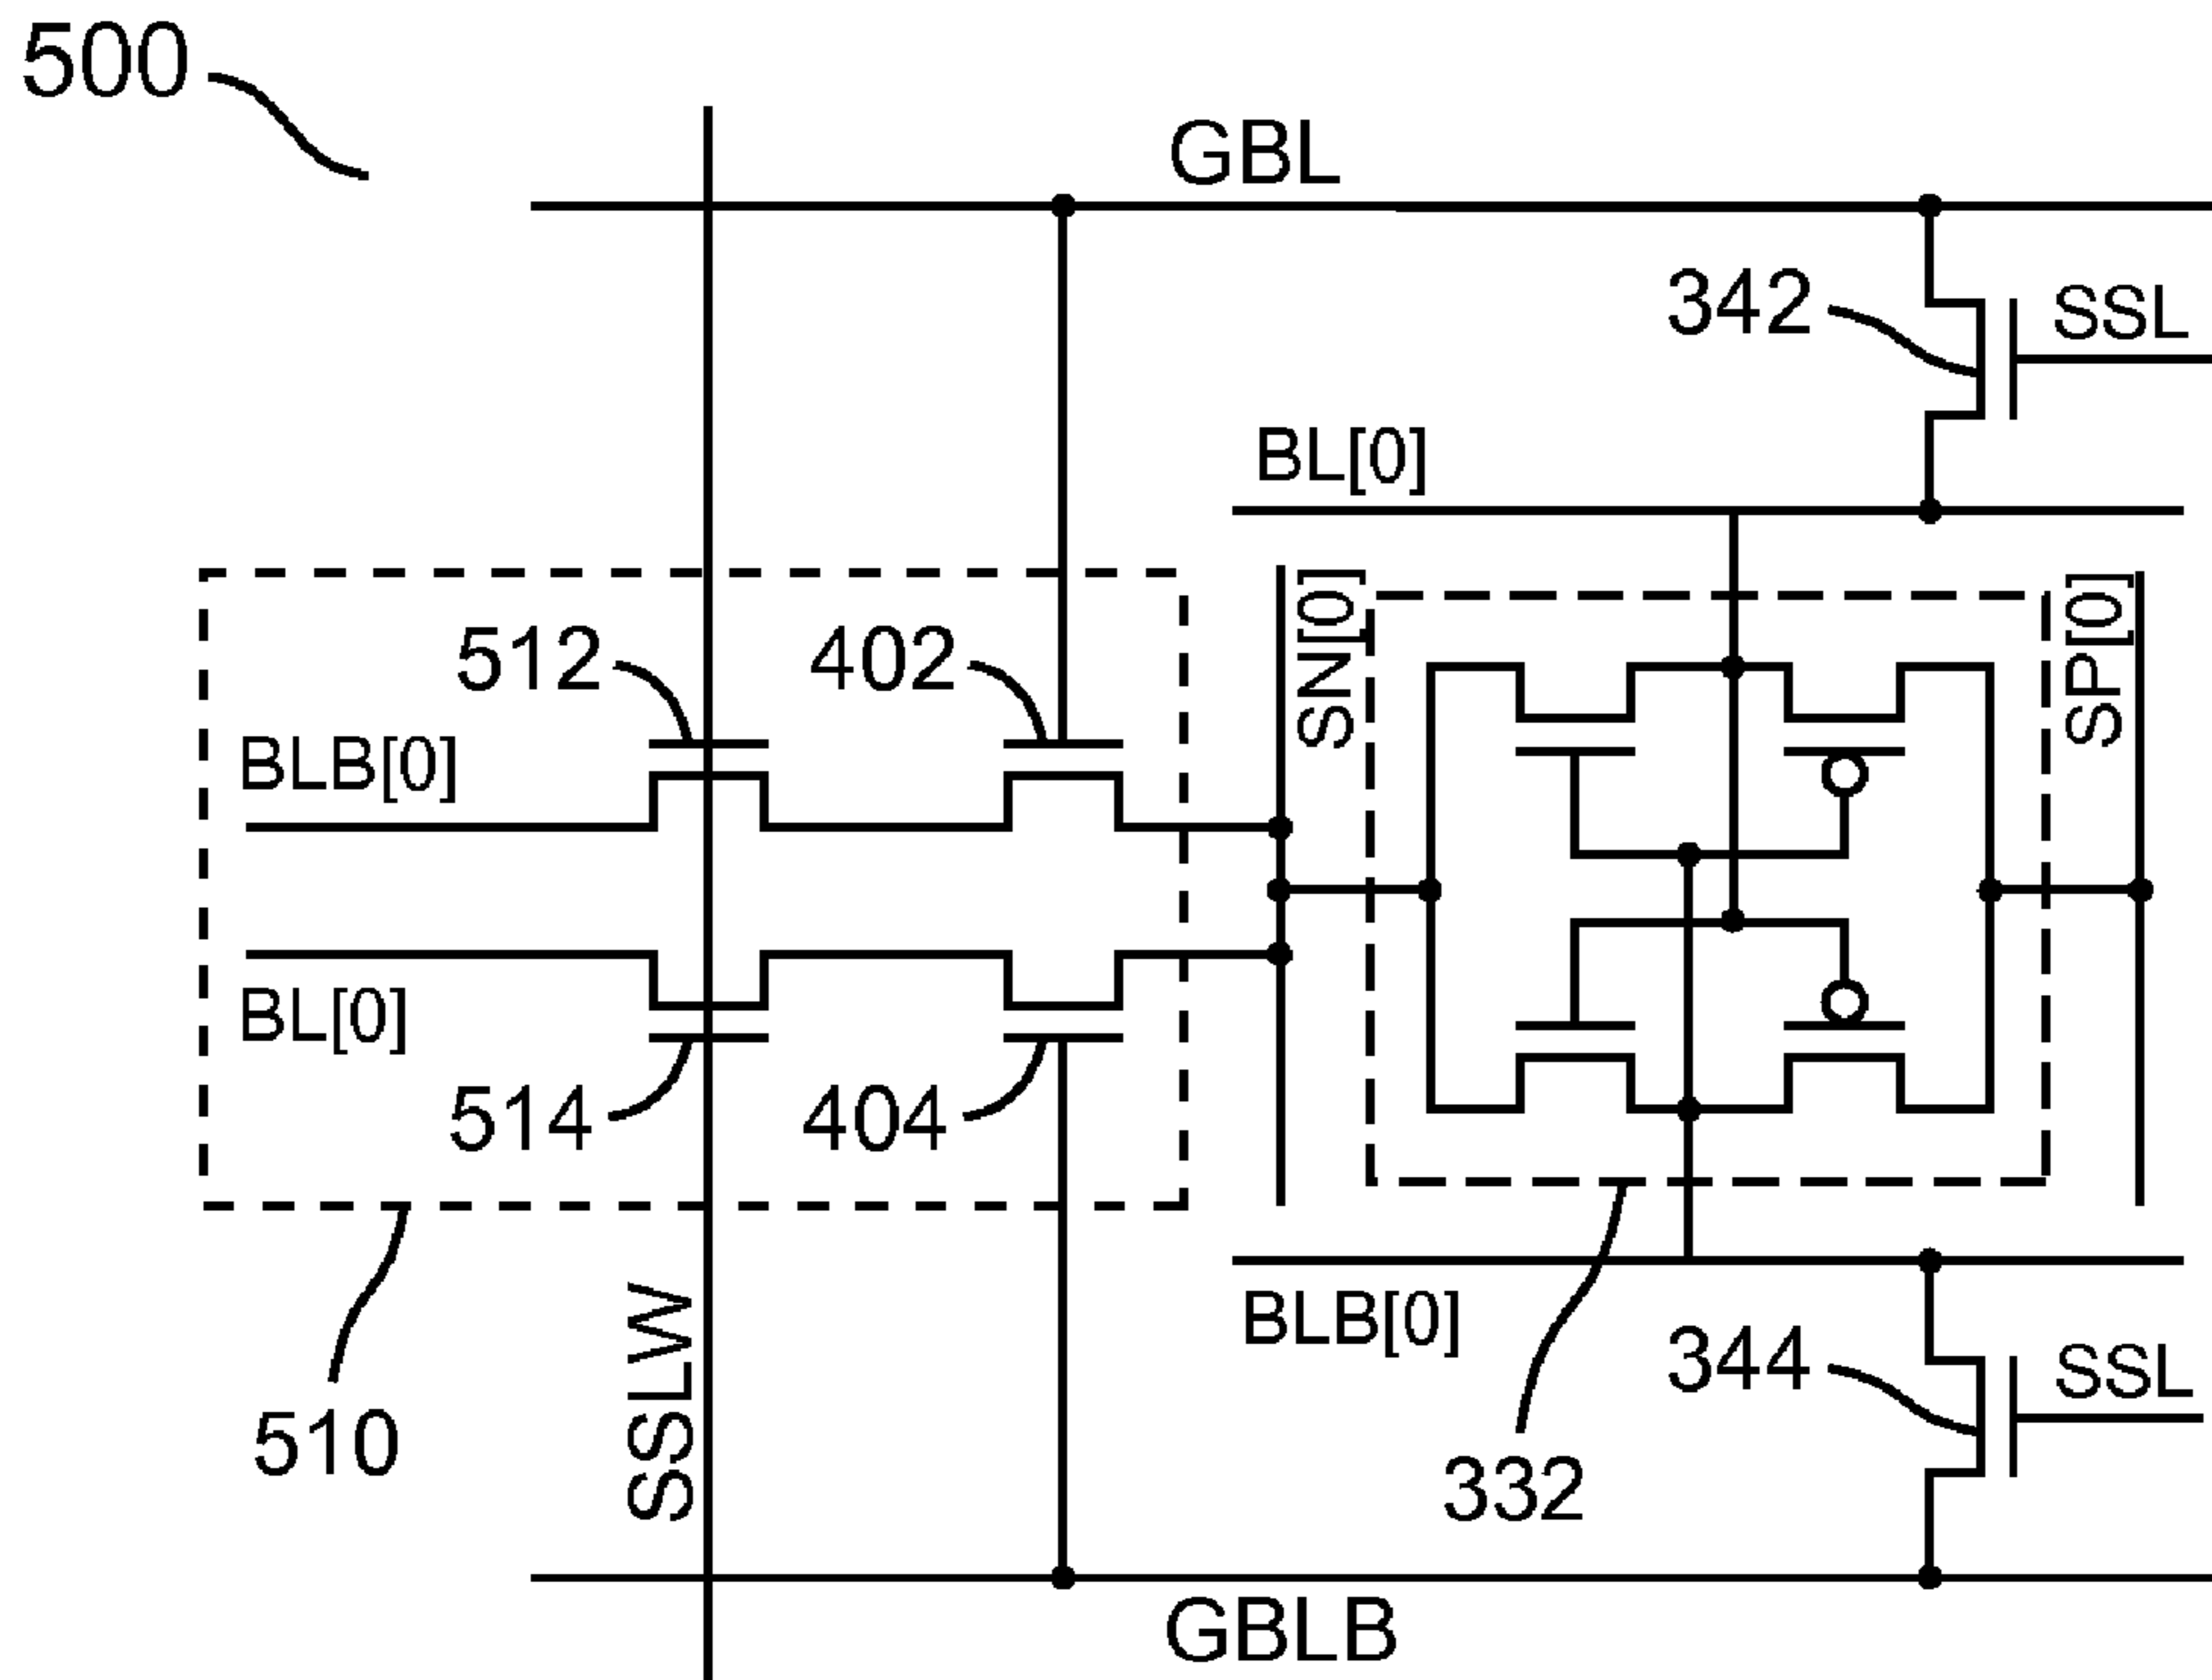 500
GBL
342
SSL
BL[0]
SN[0]
SP[0]
512
402
BLB[0]
BL[0]
514
404
SSLW
BLB[0]
344
SSL
510
332
GBLB